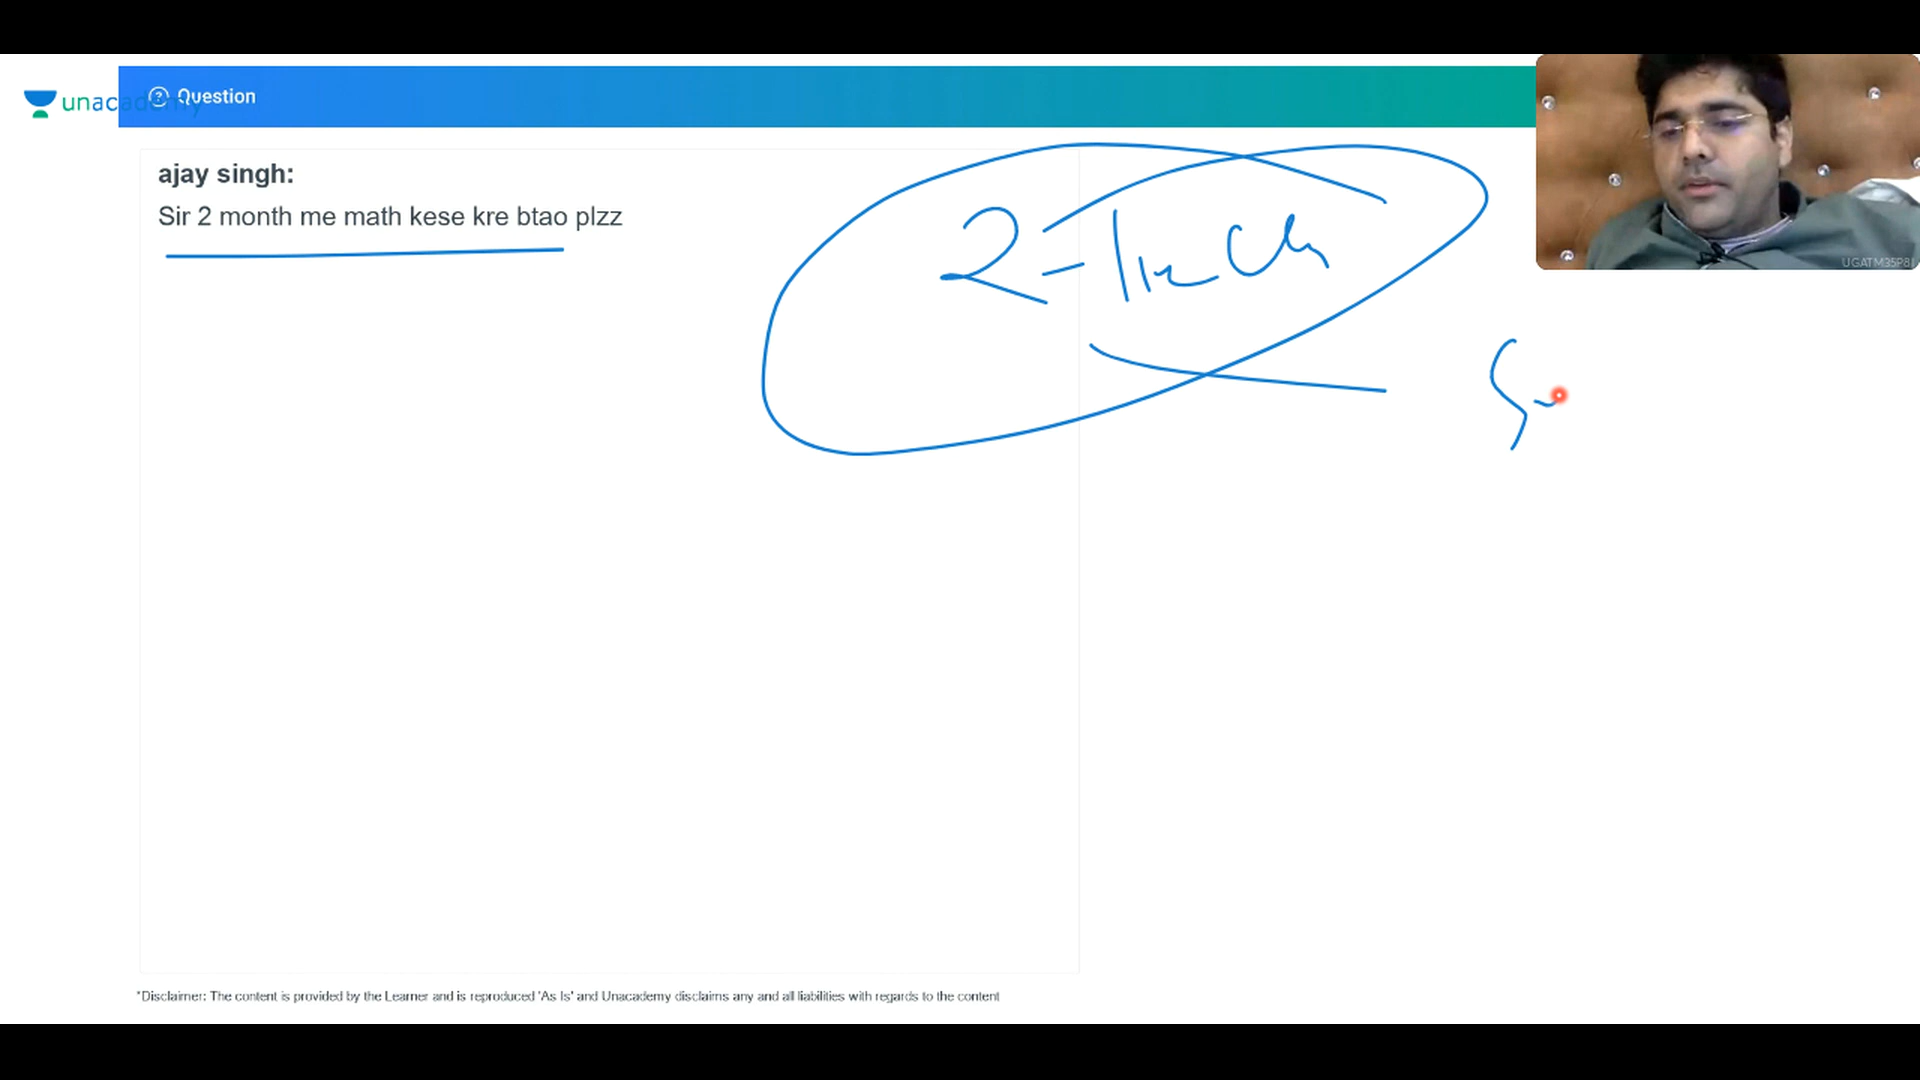 unacademy
Question
ajay singh:
Sir 2 month me math kese kre btao plzz
2-
UGATM35P8I
*Disclaimer: The content is provided by the Learner and is reproduced 'As Is' and Unacademy disclaims any and all liabilities with regards to the content